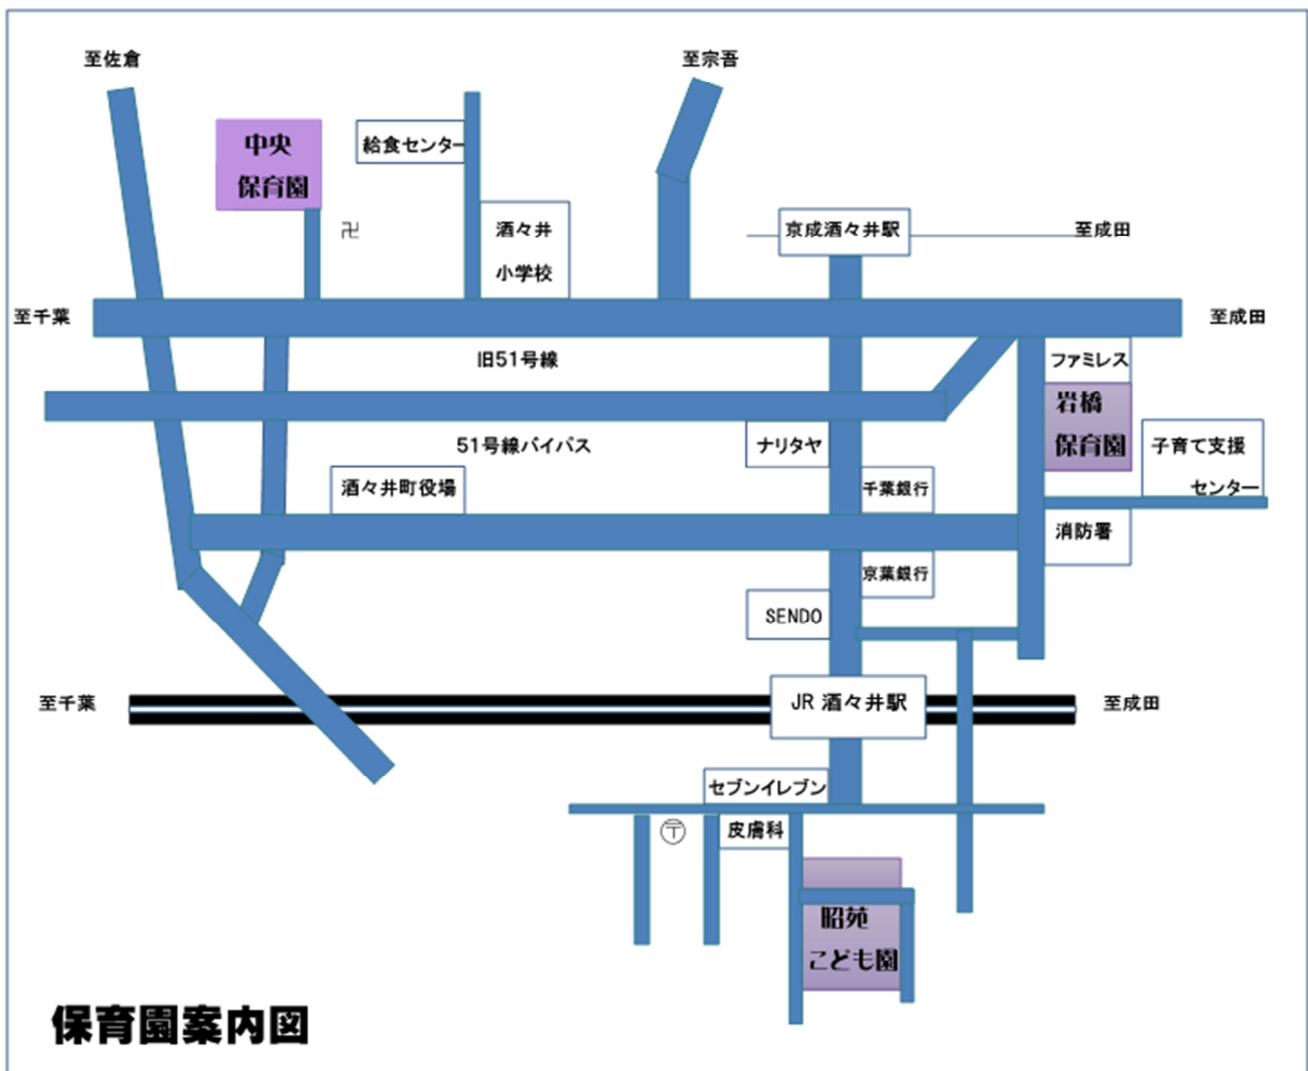 至佐倉
至宗吾
中央
保育園
給食センター
卍
酒々井
小学校
京成酒々井駅
至成田
至千葉
至成田
旧51号線
ファミレス
岩橋
保育園
51号線バイパス
ナリタヤ
子育て支援
センター
酒々井町役場
千葉銀行
消防署
京葉銀行
SENDO
至千葉
JR 酒々井駅
至成田
セブンイレブン
〒
皮膚科
昭苑
こども園
保育園案内図